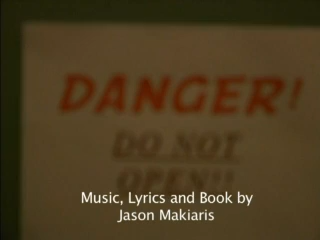 DANGER!
DO NOT
OPEN!!
Music, Lyrics and Book by
Jason Makiaris